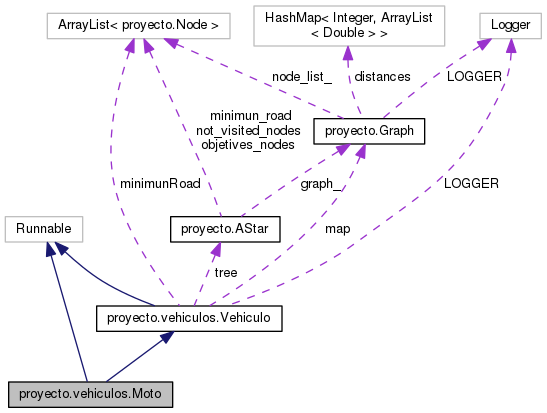 ArrayList< proyecto.Node >
HashMap< Integer, ArrayList
< Double > >
Logger
node_list_
distances
LOGGER
minimun_road
not_visited_nodes
objetives_nodes
proyecto.Graph
minimunRoad
graph_
LOGGER
Runnable
proyecto.AStar
map
tree
proyecto.vehiculos.Vehiculo
proyecto.vehiculos.Moto